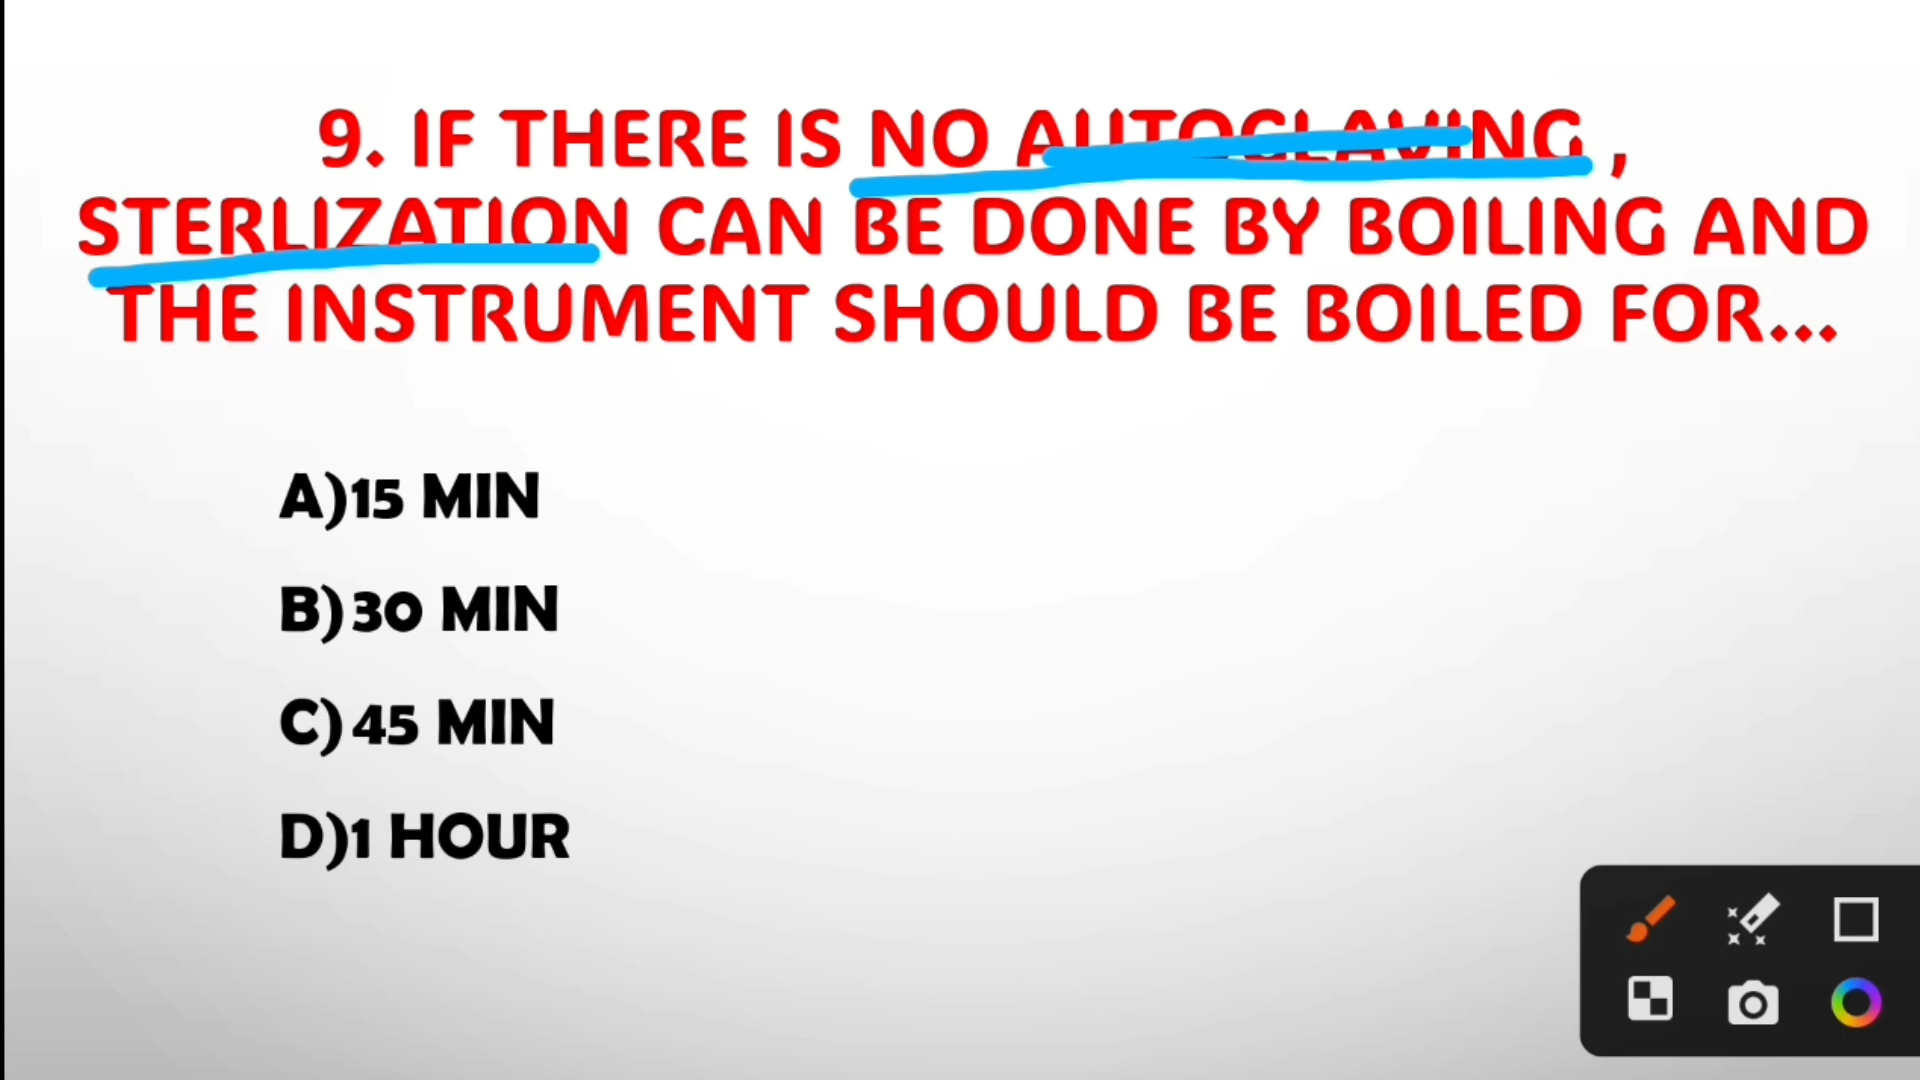 9. IF THERE IS NO AUTOCLAVING ,
STERLIZATION CAN BE DONE BY BOILING AND
THE INSTRUMENT SHOULD BE BOILED FOR...
A)15 MIN
B)30 MIN
C)45 MIN
D)1 HOUR